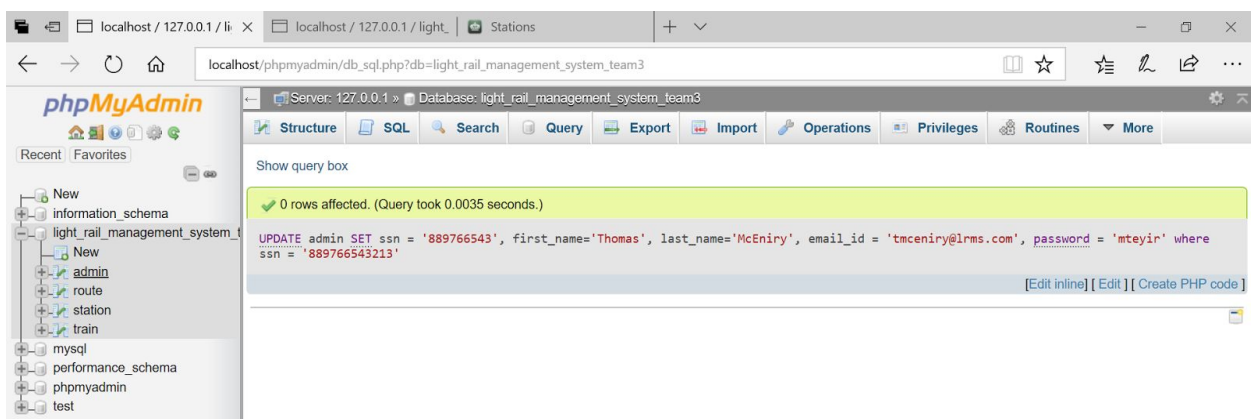 localhost / 127.0.0.1 / li
localhost / 127.0.0.1 / light_
Stations
localhost/phpmyadmin/db_sql.php?db=light_rail_management_system_team3
phpMyAdmin
Recent Favorites
New
information_schema
light_rail_management_system_t
New
admin
route
station
train
mysql
performance_schema
phpmyadmin
test
Server: 127.0.0.1 » Database: light_rail_management_system_team3
Structure SQL Search Query Export Import Operations Privileges Routines More
Show query box
0 rows affected. (Query took 0.0035 seconds.)
UPDATE admin SET ssn = '889766543', first_name='Thomas', last_name='McEniry', email_id = 'tmceniry@lrms.com', password = 'mteyir' where
ssn = '889766543213'
[Edit inline] [ Edit ] [ Create PHP code ]